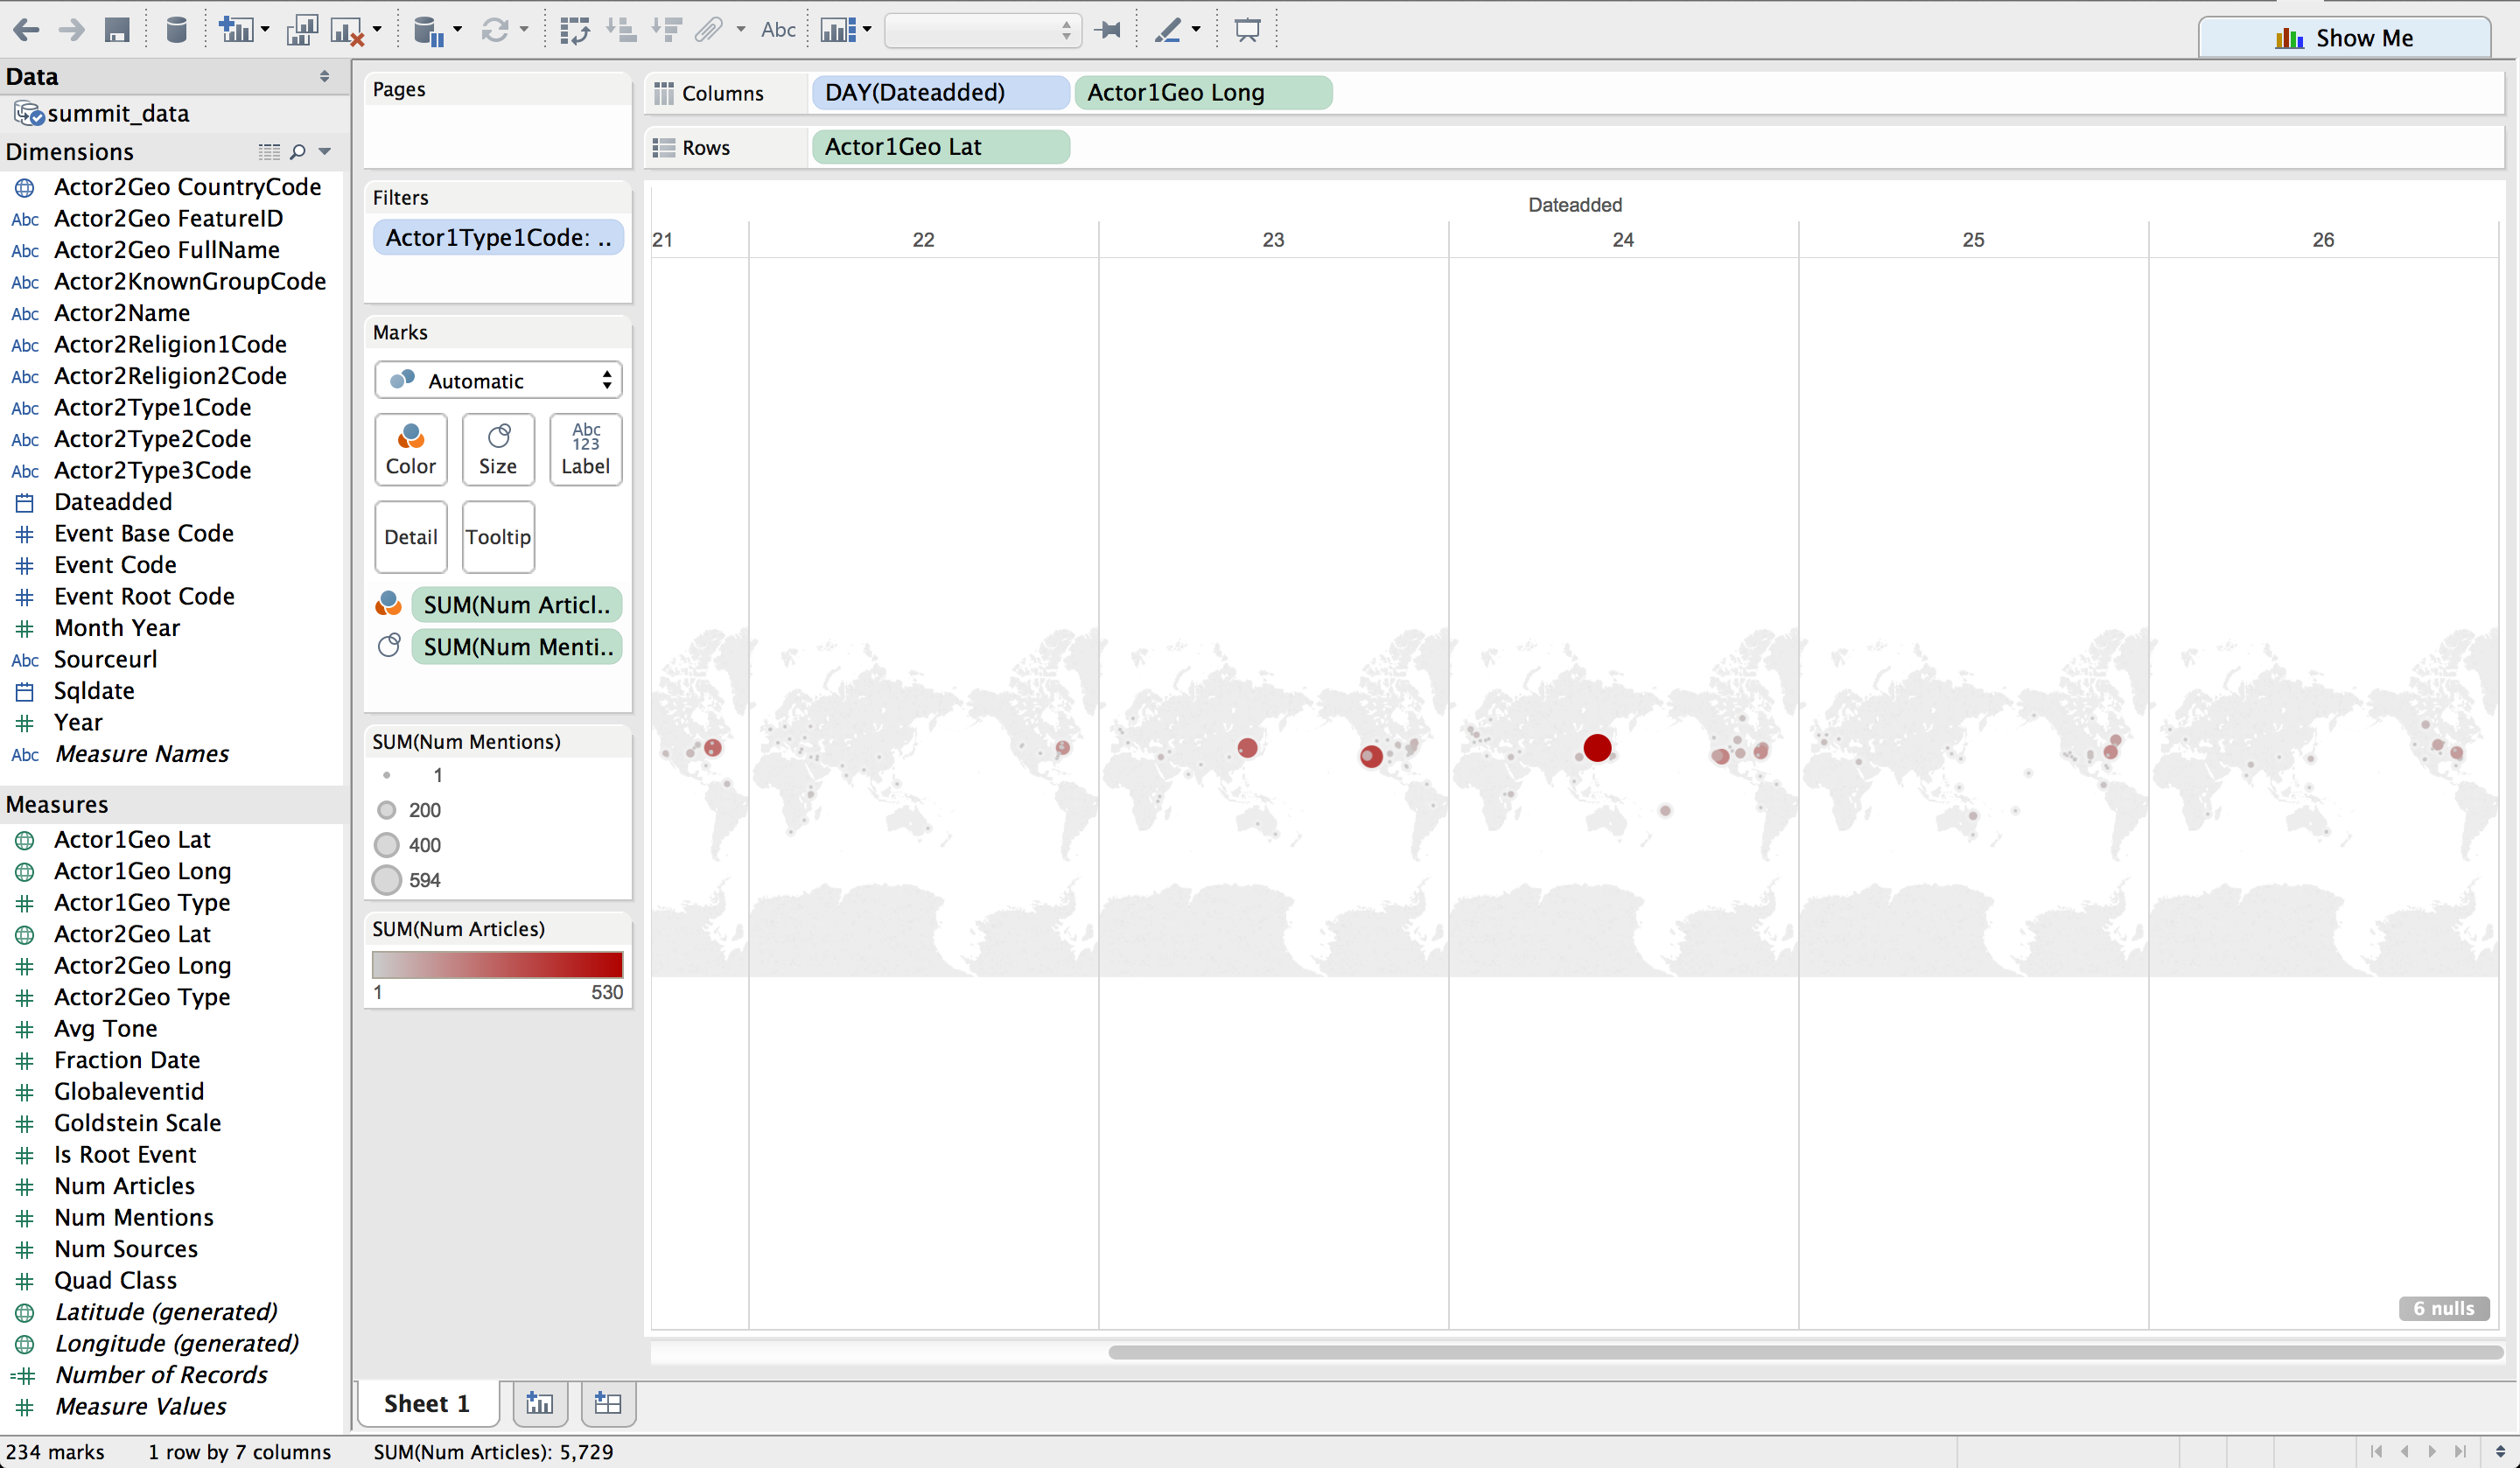 Abc
Show Me
Data
summit_data
Dimensions
Actor2Geo CountryCode
Abc Actor2Geo FeatureID
Abc Actor2Geo FullName
Abc Actor2KnownGroupCode
Abc Actor2Name
Abc Actor2Religion1Code
Abc Actor2Religion2Code
Abc Actor2Type1Code
Abc Actor2Type2Code
Abc Actor2Type3Code
Dateadded
# Event Base Code
# Event Code
# Event Root Code
# Month Year
Abc Sourceurl
Sqldate
# Year
Abc Measure Names
Measures
Actor1Geo Lat
Actor1Geo Long
# Actor1Geo Type
Actor2Geo Lat
# Actor2Geo Long
# Actor2Geo Type
# Avg Tone
# Fraction Date
# Globaleventid
# Goldstein Scale
# Is Root Event
# Num Articles
# Num Mentions
# Num Sources
# Quad Class
Latitude (generated)
Longitude (generated)
=# Number of Records
# Measure Values
Pages
Filters
Actor1Type1Code: ..
Marks
Automatic
Color
Size
Abc
123
Label
Detail
Tooltip
SUM(Num Articl..
SUM(Num Menti..
SUM(Num Mentions)
1
200
400
594
SUM(Num Articles)
1 530
Columns
DAY(Dateadded)
Actor1Geo Long
Rows
Actor1Geo Lat
Dateadded
21 22 23 24 25 26
6 nulls
Sheet 1
234 marks 1 row by 7 columns SUM(Num Articles): 5,729